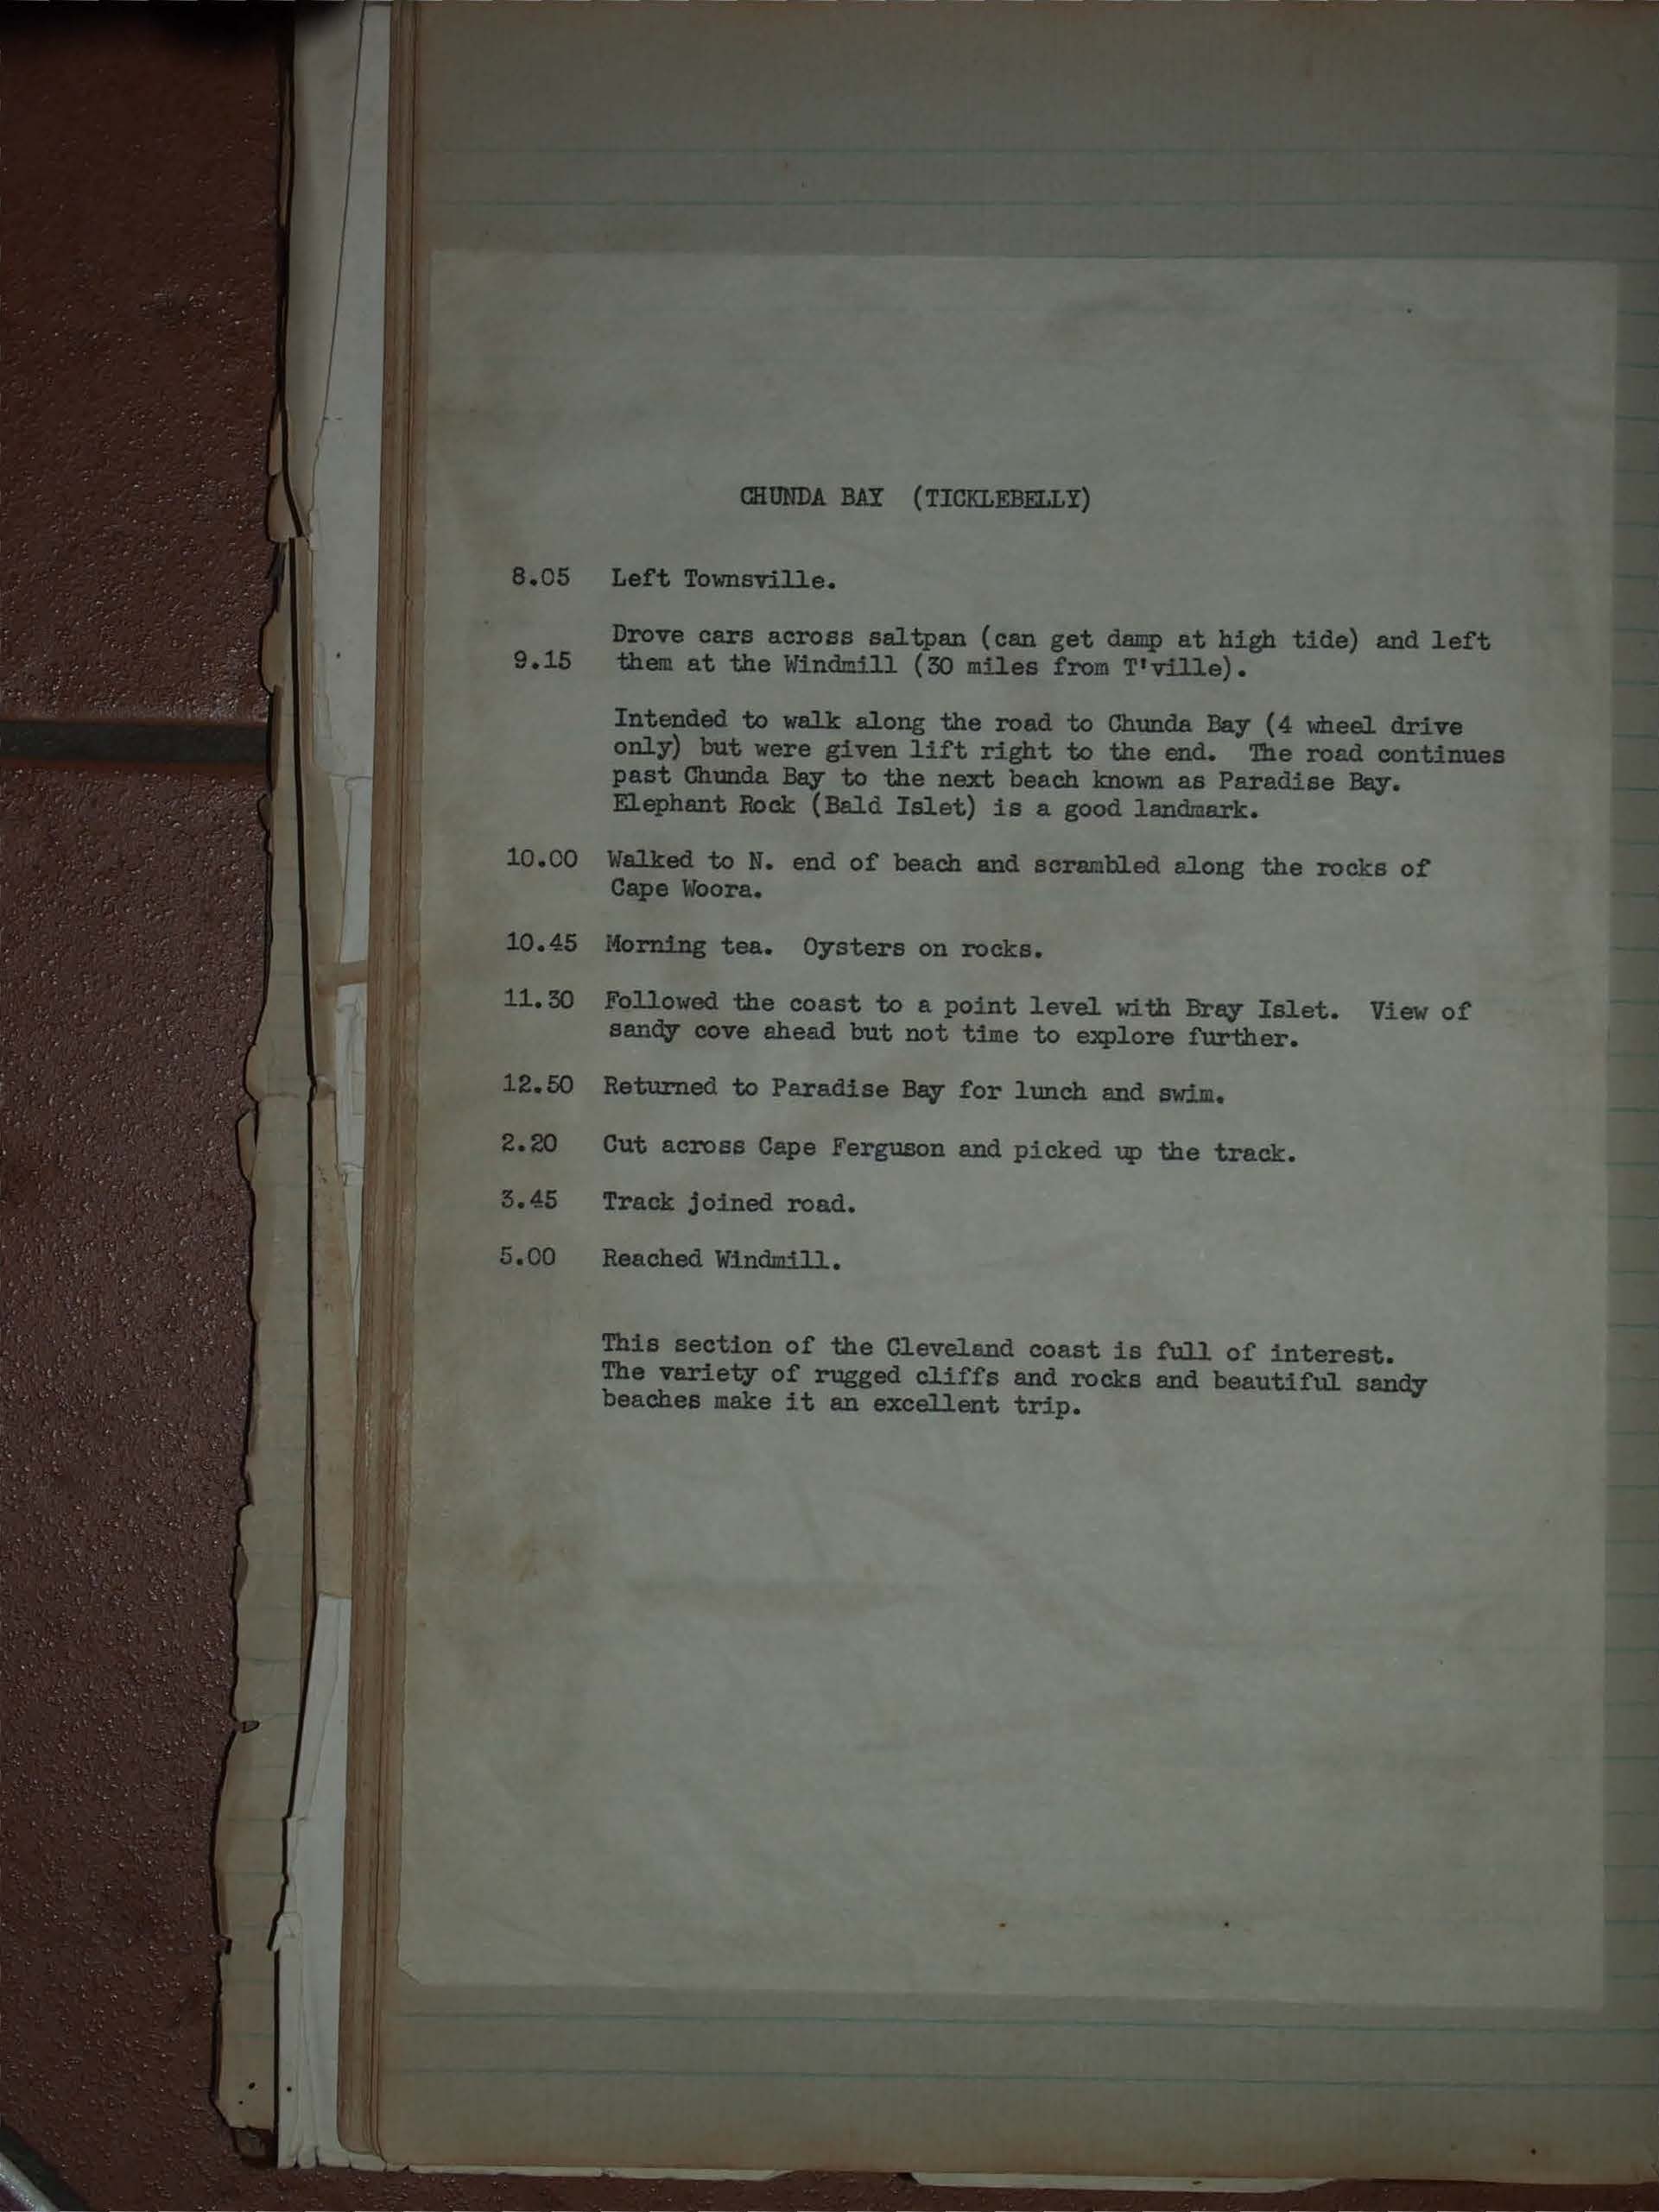 CHUNDA BAY (TICKLEBELLY)
8.05 Left Townsville.
Drove cars across saltpan (can get damp at high tide) and left
9.15 them at the Windmill (30 miles from T'ville).
Intended to walk along the road to Chunda Bay (4 wheel drive
only) but were given lift right to the end. The road continues
past Chunda Bay to the next beach known as Paradise Bay.
Elephant Rock (Bald Islet) is a good landmark.
10.00 Walked to N. end of beach and scrambled along the rocks of
Cape Woora.
10.45 Morning tea. Oysters on rocks.
11.30 Followed the coast to a point level with Bray Islet. View of
sandy cove ahead but not time to explore further.
12.50 Returned to Paradise Bay for lunch and swim.
2.20 Cut across Cape Ferguson and picked up the track.
3.45 Track joined road.
5.00 Reached Windmill.
This section of the Cleveland coast is full of interest.
The variety of rugged cliffs and rocks and beautiful sandy
beaches make it an excellent trip.